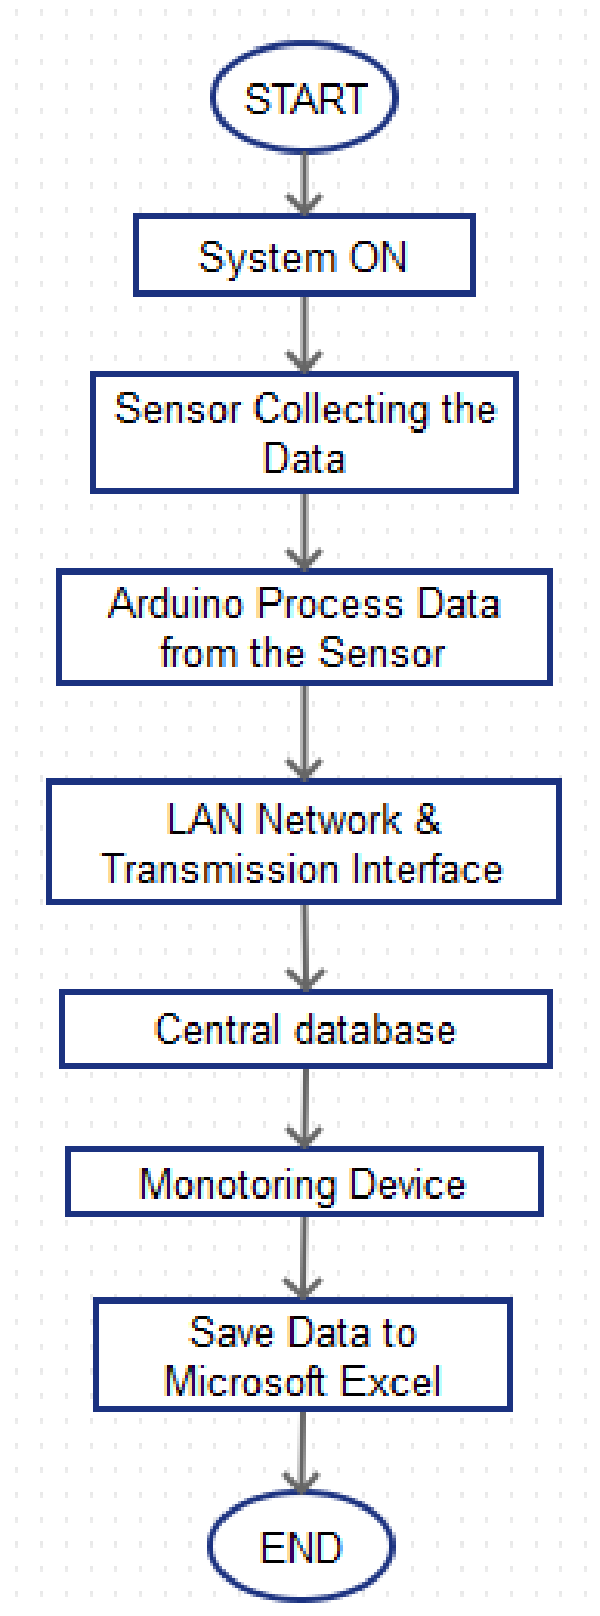 START
System ON
Sensor Collecting the
Data
Arduino Process Data
from the Sensor
LAN Network &
Transmission Interface
Central database
Monotoring Device
Save Data to
Microsoft Excel
END